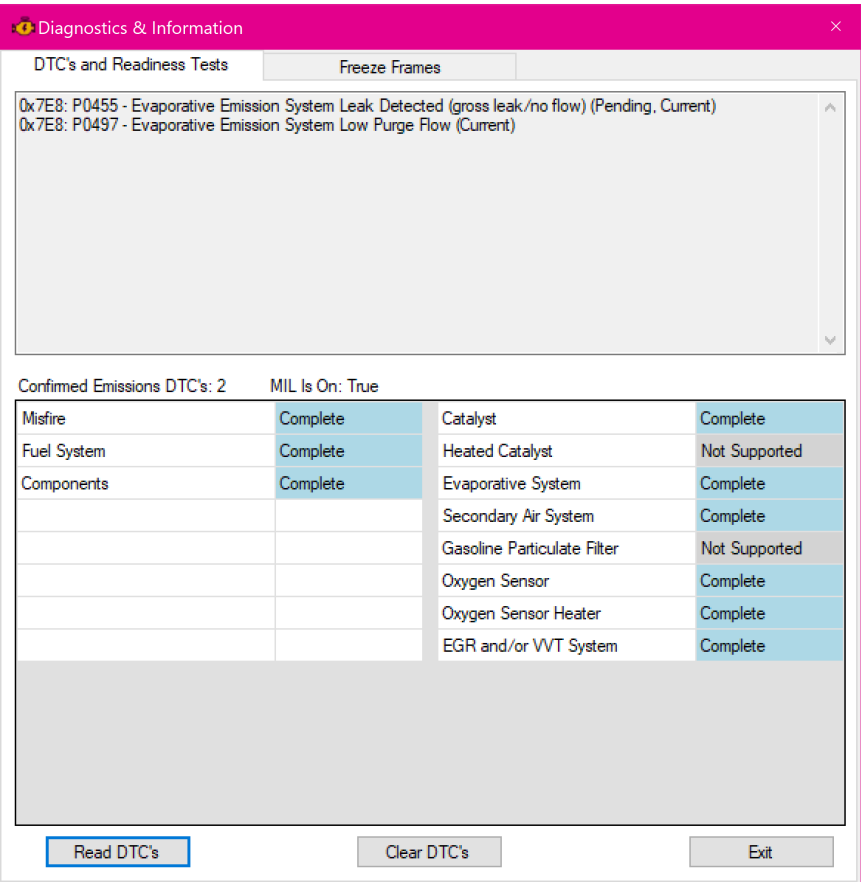 Diagnostics & Information
DTC's and Readiness Tests
Freeze Frames
0x7E8: P0455 - Evaporative Emission System Leak Detected (gross leak/no flow) (Pending, Current)
0x7E8: P0497 - Evaporative Emission System Low Purge Flow (Current)
Confirmed Emissions DTC's: 2 MIL Is On: True
Misfire Complete Catalyst Complete
Fuel System Complete Heated Catalyst Not Supported
Components Complete Evaporative System Complete
Secondary Air System Complete
Gasoline Particulate Filter Not Supported
Oxygen Sensor Complete
Oxygen Sensor Heater Complete
EGR and/or VVT System Complete
Read DTC's Clear DTC's Exit